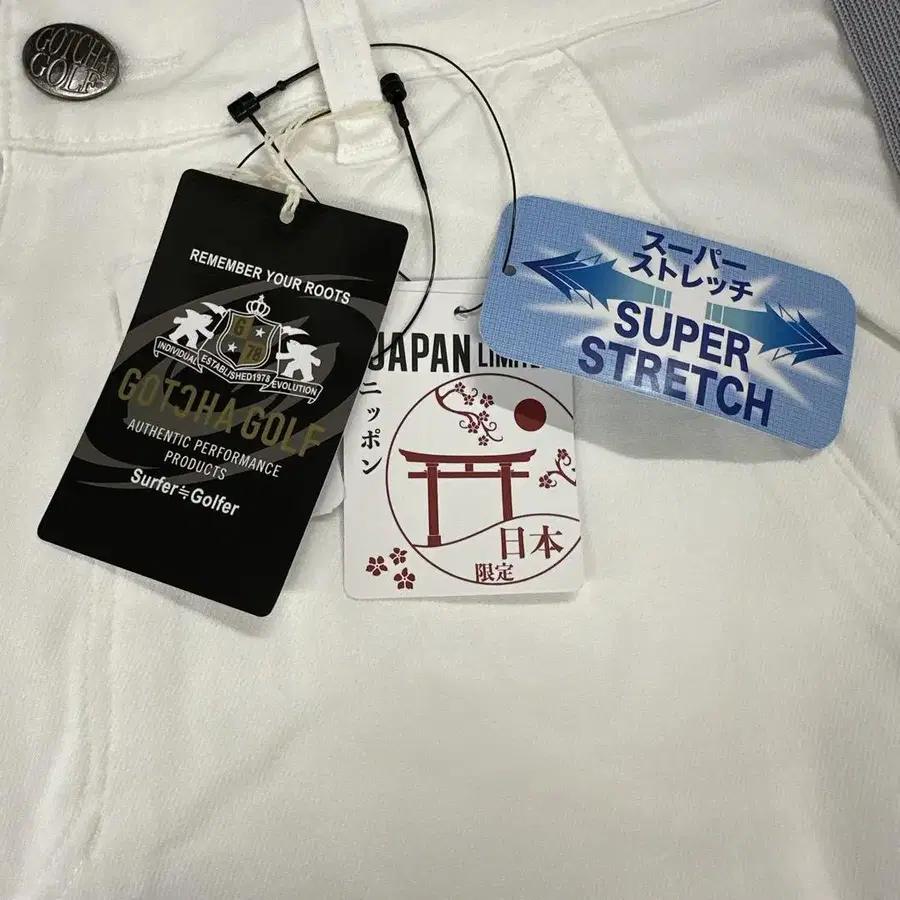 GOTCHA
GOLF
REMEMBER YOUR ROOTS
G
78
INDIVIDUAL ESTABLISHED1978 EVOLUTION
GOTCHA GOLF
AUTHENTIC PERFORMANCE
PRODUCTS
Surfer≒Golfer
JAPAN
ニッポン
日本
限定
スーパー
ストレッチ
SUPER
STRETCH